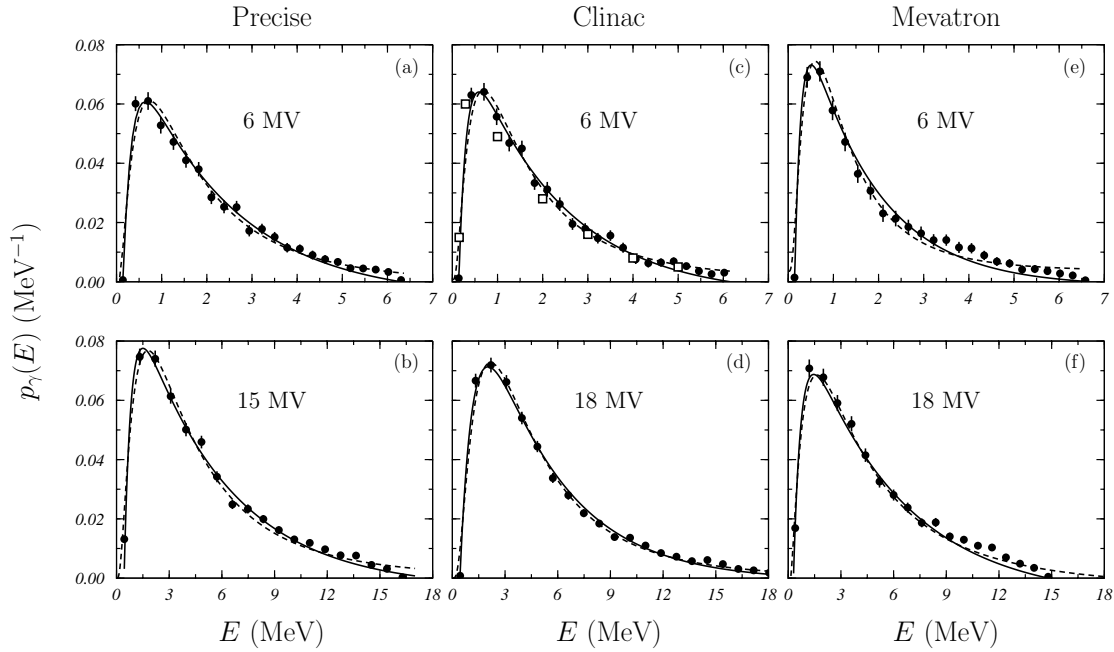 Precise Clinac Mevatron
0.08 (a) (c) (e)
0.06
6 MV 6 MV 6 MV
0.04
0.02
0.00
0 1 2 3 4 5 6 7 0 1 2 3 4 5 6 7 0 1 2 3 4 5 6 7
pγ(E) (MeV⁻¹)
0.08 (b) (d) (f)
0.06
15 MV 18 MV 18 MV
0.04
0.02
0.00
0 3 6 9 12 15 18 0 3 6 9 12 15 18 0 3 6 9 12 15 18
E (MeV) E (MeV) E (MeV)